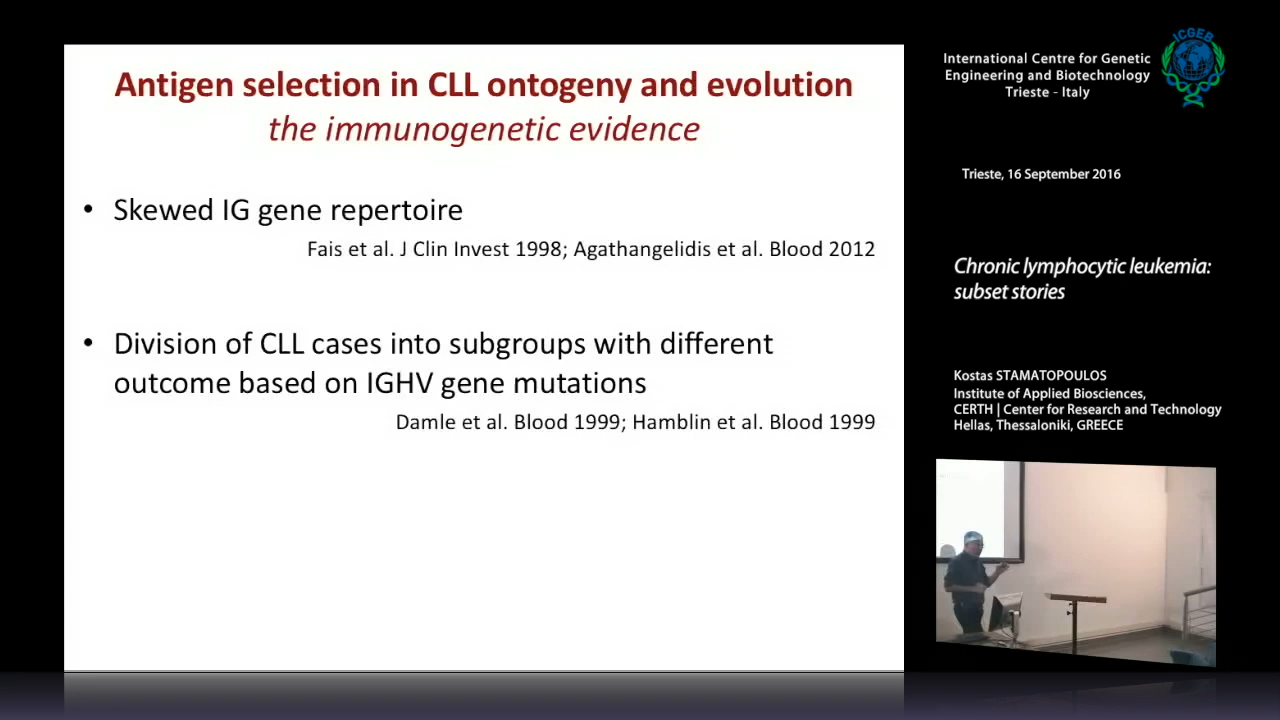 Antigen selection in CLL ontogeny and evolution
the immunogenetic evidence
• Skewed IG gene repertoire
Fais et al. J Clin Invest 1998; Agathangelidis et al. Blood 2012
• Division of CLL cases into subgroups with different
outcome based on IGHV gene mutations
Damle et al. Blood 1999; Hamblin et al. Blood 1999
ICGEB
International Centre for Genetic
Engineering and Biotechnology
Trieste - Italy
Trieste, 16 September 2016
Chronic lymphocytic leukemia:
subset stories
Kostas STAMATOPOULOS
Institute of Applied Biosciences,
CERTH | Center for Research and Technology
Hellas, Thessaloniki, GREECE